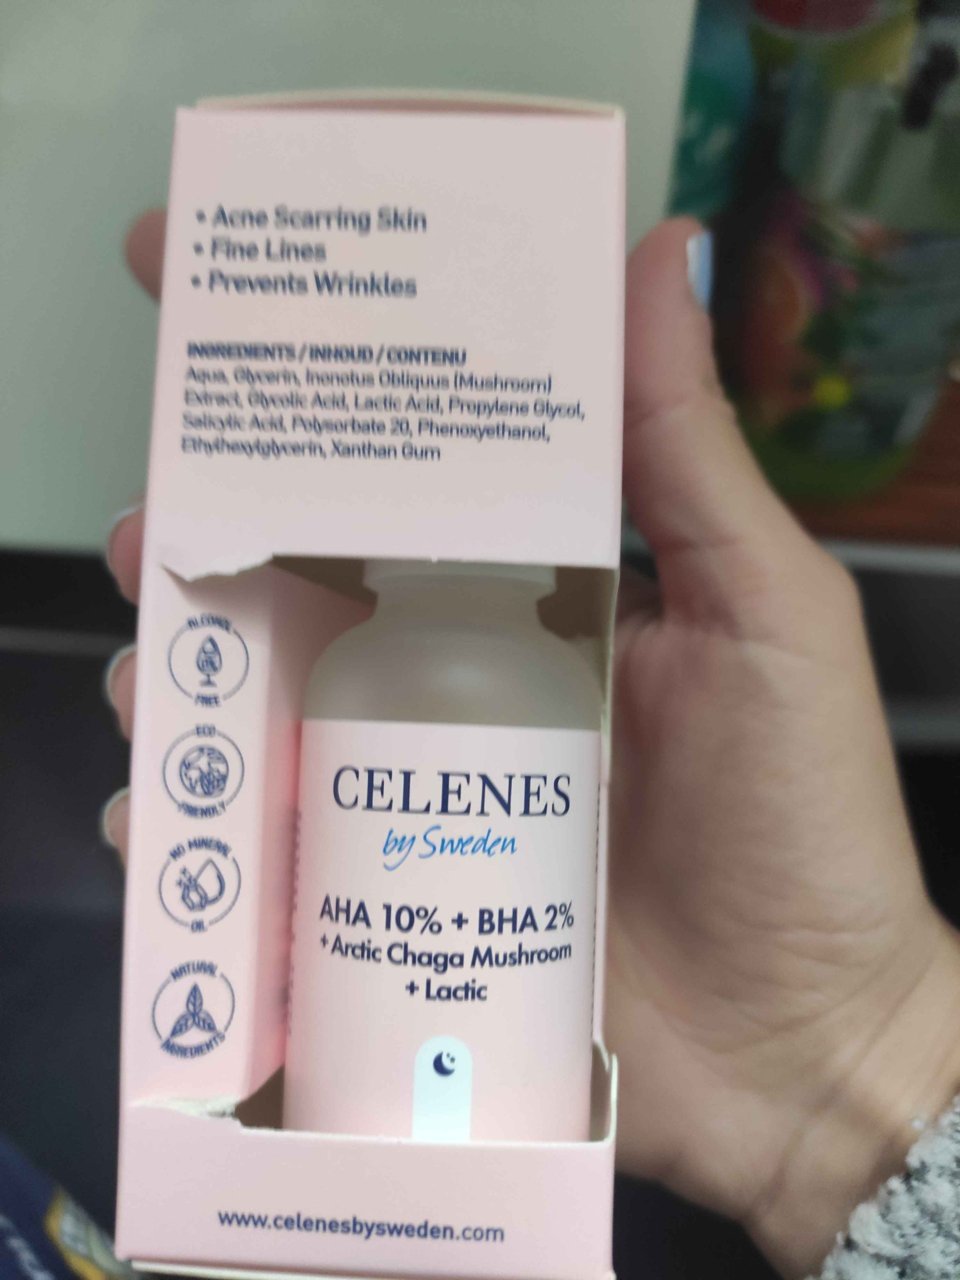 • Acne Scarring Skin
• Fine Lines
• Prevents Wrinkles
INGREDIENTS / INHOUD / CONTENU
Aqua, Glycerin, Inonotus Obliquus (Mushroom)
Extract, Glycolic Acid, Lactic Acid, Propylene Glycol,
Salicylic Acid, Polysorbate 20, Phenoxyethanol,
Ethylhexylglycerin, Xanthan Gum
ALCOHOL
FREE
ECO
FRIENDLY
NO MINERAL
OIL
NATURAL
INGREDIENTS
CELENES
by Sweden
AHA 10% + BHA 2%
+ Arctic Chaga Mushroom
+ Lactic
www.celenesbysweden.com